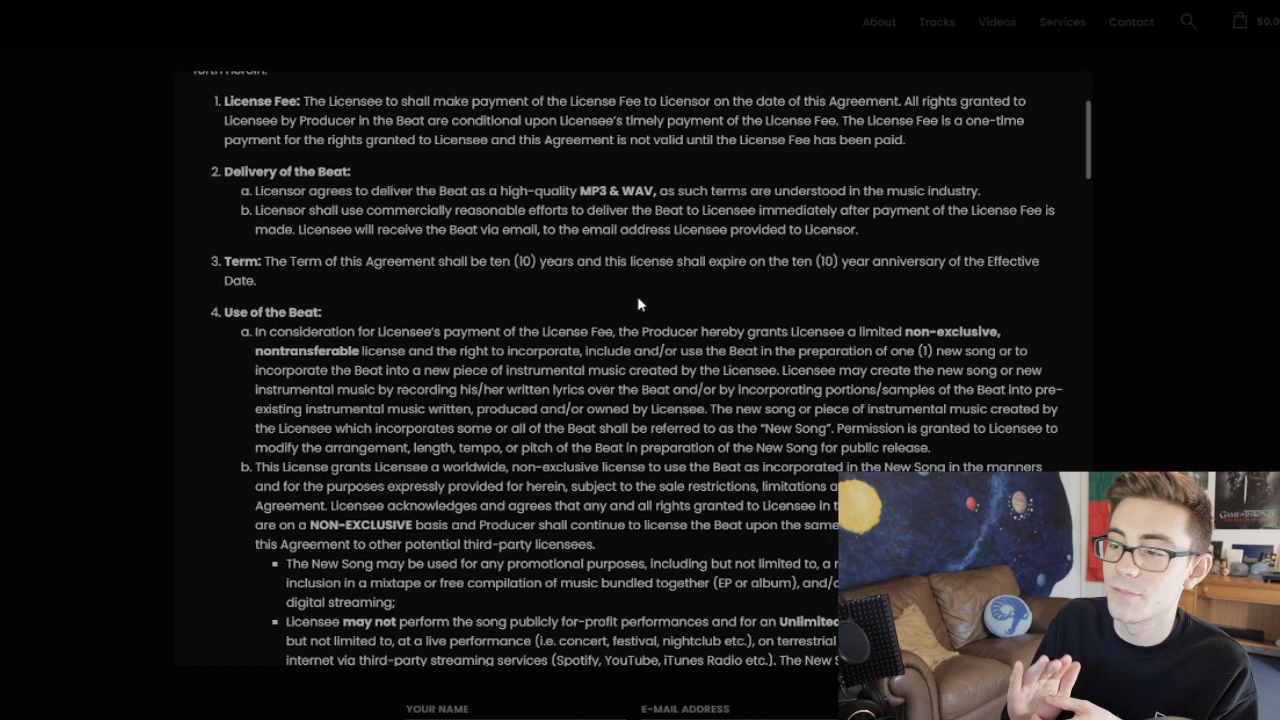 About Tracks Videos Services Contact $0.0
forth herein.
1. License Fee: The Licensee to shall make payment of the License Fee to Licensor on the date of this Agreement. All rights granted to
Licensee by Producer in the Beat are conditional upon Licensee's timely payment of the License Fee. The License Fee is a one-time
payment for the rights granted to Licensee and this Agreement is not valid until the License Fee has been paid.
2. Delivery of the Beat:
a. Licensor agrees to deliver the Beat as a high-quality MP3 & WAV, as such terms are understood in the music industry.
b. Licensor shall use commercially reasonable efforts to deliver the Beat to Licensee immediately after payment of the License Fee is
made. Licensee will receive the Beat via email, to the email address Licensee provided to Licensor.
3. Term: The Term of this Agreement shall be ten (10) years and this license shall expire on the ten (10) year anniversary of the Effective
Date.
4. Use of the Beat:
a. In consideration for Licensee's payment of the License Fee, the Producer hereby grants Licensee a limited non-exclusive,
nontransferable license and the right to incorporate, include and/or use the Beat in the preparation of one (1) new song or to
incorporate the Beat into a new piece of instrumental music created by the Licensee. Licensee may create the new song or new
instrumental music by recording his/her written lyrics over the Beat and/or by incorporating portions/samples of the Beat into pre-
existing instrumental music written, produced and/or owned by Licensee. The new song or piece of instrumental music created by
the Licensee which incorporates some or all of the Beat shall be referred to as the "New Song". Permission is granted to Licensee to
modify the arrangement, length, tempo, or pitch of the Beat in preparation of the New Song for public release.
b. This License grants Licensee a worldwide, non-exclusive license to use the Beat as incorporated in the New Song in the manners
and for the purposes expressly provided for herein, subject to the sale restrictions, limitations a
Agreement. Licensee acknowledges and agrees that any and all rights granted to Licensee in t
are on a NON-EXCLUSIVE basis and Producer shall continue to license the Beat upon the same
this Agreement to other potential third-party licensees.
▪ The New Song may be used for any promotional purposes, including but not limited to, a r
inclusion in a mixtape or free compilation of music bundled together (EP or album), and/o
digital streaming;
▪ Licensee may not perform the song publicly for-profit performances and for an Unlimited
but not limited to, at a live performance (i.e. concert, festival, nightclub etc.), on terrestrial
internet via third-party streaming services (Spotify, YouTube, iTunes Radio etc.). The New S
YOUR NAME E-MAIL ADDRESS
GAME OF THRONES